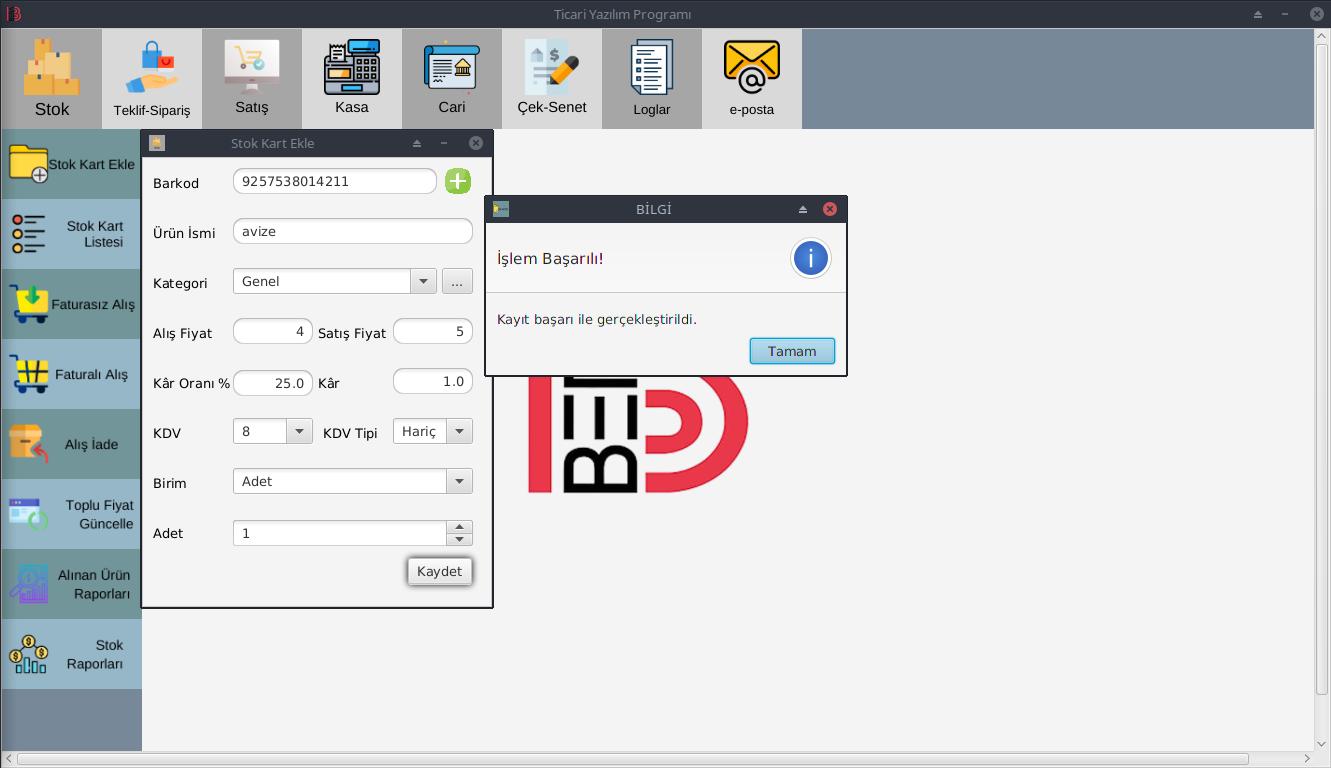 Ticari Yazılım Programı
Stok
Teklif-Sipariş
Satış
Kasa
Cari
Çek-Senet
Loglar
e-posta
Stok Kart Ekle
Stok Kart
Listesi
Faturasız Alış
Faturalı Alış
Alış İade
Toplu Fiyat
Güncelle
Alınan Ürün
Raporları
Stok
Raporları
Stok Kart Ekle
Barkod 9257538014211
Ürün İsmi avize
Kategori Genel ...
Alış Fiyat 4 Satış Fiyat 5
Kâr Oranı % 25.0 Kâr 1.0
KDV 8 KDV Tipi Hariç
Birim Adet
Adet 1
Kaydet
BİLGİ
İşlem Başarılı!
Kayıt başarı ile gerçekleştirildi.
Tamam